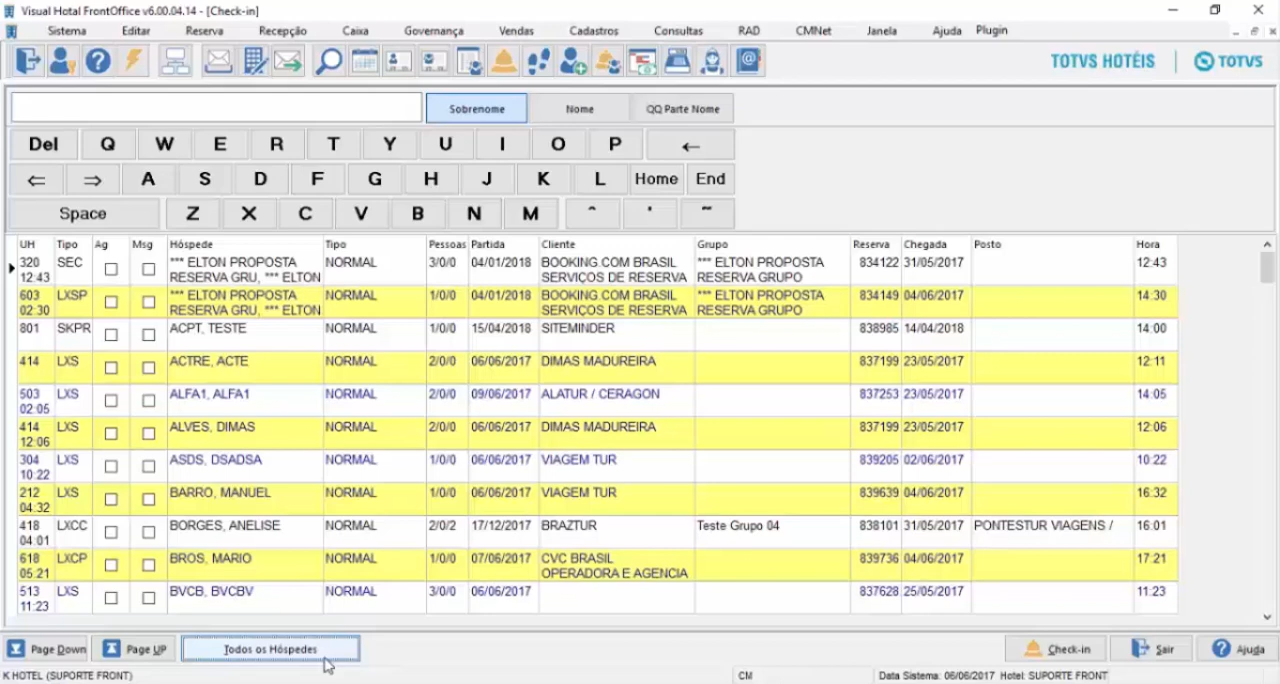 Visual Hotal FrontOffice v6.00.04.14 - [Check-in]
Sistema Editar Reserva Recepção Caixa Governança Vendas Cadastros Consultas RAD CMNet Janela Ajuda Plugin
TOTVS HOTÉIS TOTVS
Sobrenome Nome QQ Parte Nome
Del Q W E R T Y U I O P ←
⇐ ⇒ A S D F G H J K L Home End
Space Z X C V B N M ^ ' ~
UH Tipo Ag Msg Hóspede Tipo Pessoas Partida Cliente Grupo Reserva Chegada Posto Hora
320 SEC *** ELTON PROPOSTA NORMAL 3/0/0 04/01/2018 BOOKING.COM BRASIL *** ELTON PROPOSTA 834122 31/05/2017 12:43
12:43 RESERVA GRU, *** ELTON SERVIÇOS DE RESERVA RESERVA GRUPO
603 LXSP *** ELTON PROPOSTA NORMAL 1/0/0 04/01/2018 BOOKING.COM BRASIL *** ELTON PROPOSTA 834149 04/06/2017 14:30
02:30 RESERVA GRU, *** ELTON SERVIÇOS DE RESERVA RESERVA GRUPO
801 SKPR ACPT, TESTE NORMAL 1/0/0 15/04/2018 SITEMINDER 838985 14/04/2018 14:00
414 LXS ACTRE, ACTE NORMAL 2/0/0 06/06/2017 DIMAS MADUREIRA 837199 23/05/2017 12:11
503 LXS ALFA1, ALFA1 NORMAL 2/0/0 09/06/2017 ALATUR / CERAGON 837253 23/05/2017 14:05
02:05
414 LXS ALVES, DIMAS NORMAL 2/0/0 06/06/2017 DIMAS MADUREIRA 837199 23/05/2017 12:06
12:06
304 LXS ASDS, DSADSA NORMAL 1/0/0 06/06/2017 VIAGEM TUR 839205 02/06/2017 10:22
10:22
212 LXS BARRO, MANUEL NORMAL 1/0/0 06/06/2017 VIAGEM TUR 839639 04/06/2017 16:32
04:32
418 LXCC BORGES, ANELISE NORMAL 2/0/2 17/12/2017 BRAZTUR Teste Grupo 04 838101 31/05/2017 PONTESTUR VIAGENS / 16:01
04:01
618 LXCP BROS, MARIO NORMAL 1/0/0 07/06/2017 CVC BRASIL 839736 04/06/2017 17:21
05:21 OPERADORA E AGENCIA
513 LXS BVCB, BVCBV NORMAL 3/0/0 06/06/2017 837628 25/05/2017 11:23
11:23
Page Down Page UP Todos os Hóspedes Check-in Sair Ajuda
K HOTEL (SUPORTE FRONT) CM Data Sistema: 06/06/2017 Hotel: SUPORTE FRONT